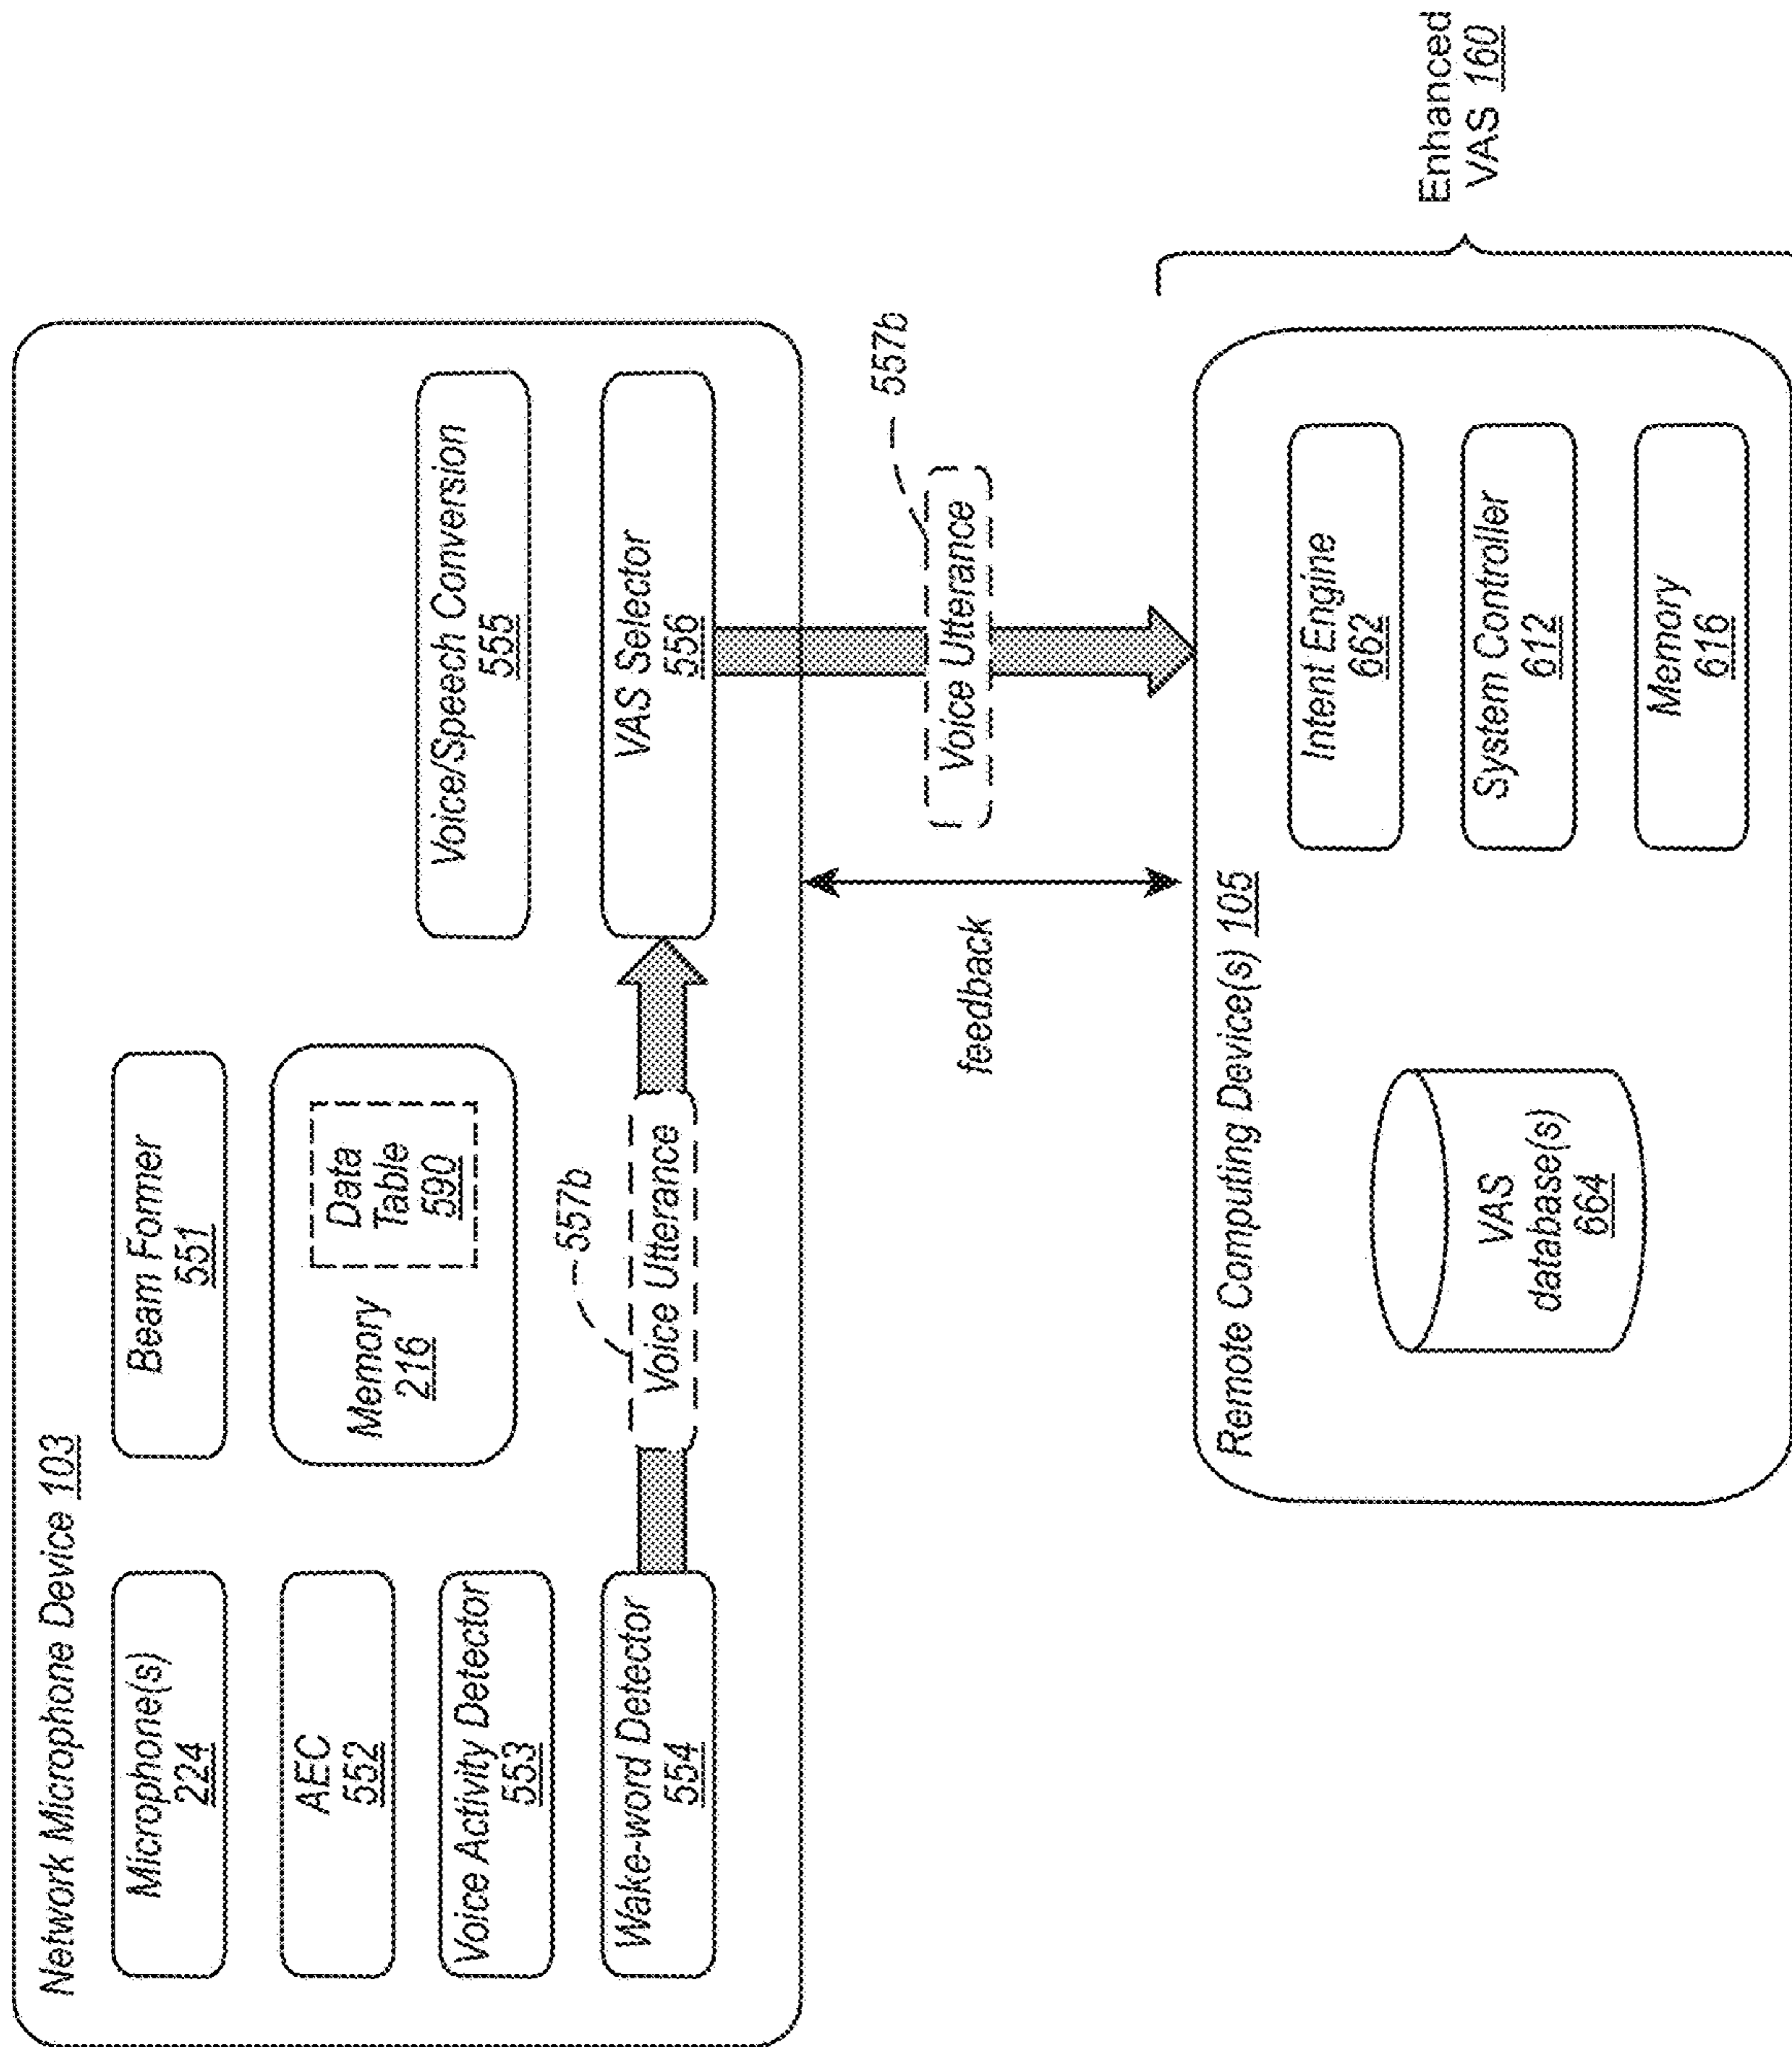 Network Microphone Device 103
Microphone(s)
224
Beam Former
551
AEC
552
Memory
216
Data
Table
590
Voice Activity Detector
553
Voice/Speech Conversion
555
557b
Wake-word Detector
554
Voice Utterance
VAS Selector
556
feedback
Voice Utterance
557b
Remote Computing Device(s) 105
VAS
database(s)
664
Intent Engine
662
System Controller
612
Memory
616
Enhanced
VAS 160